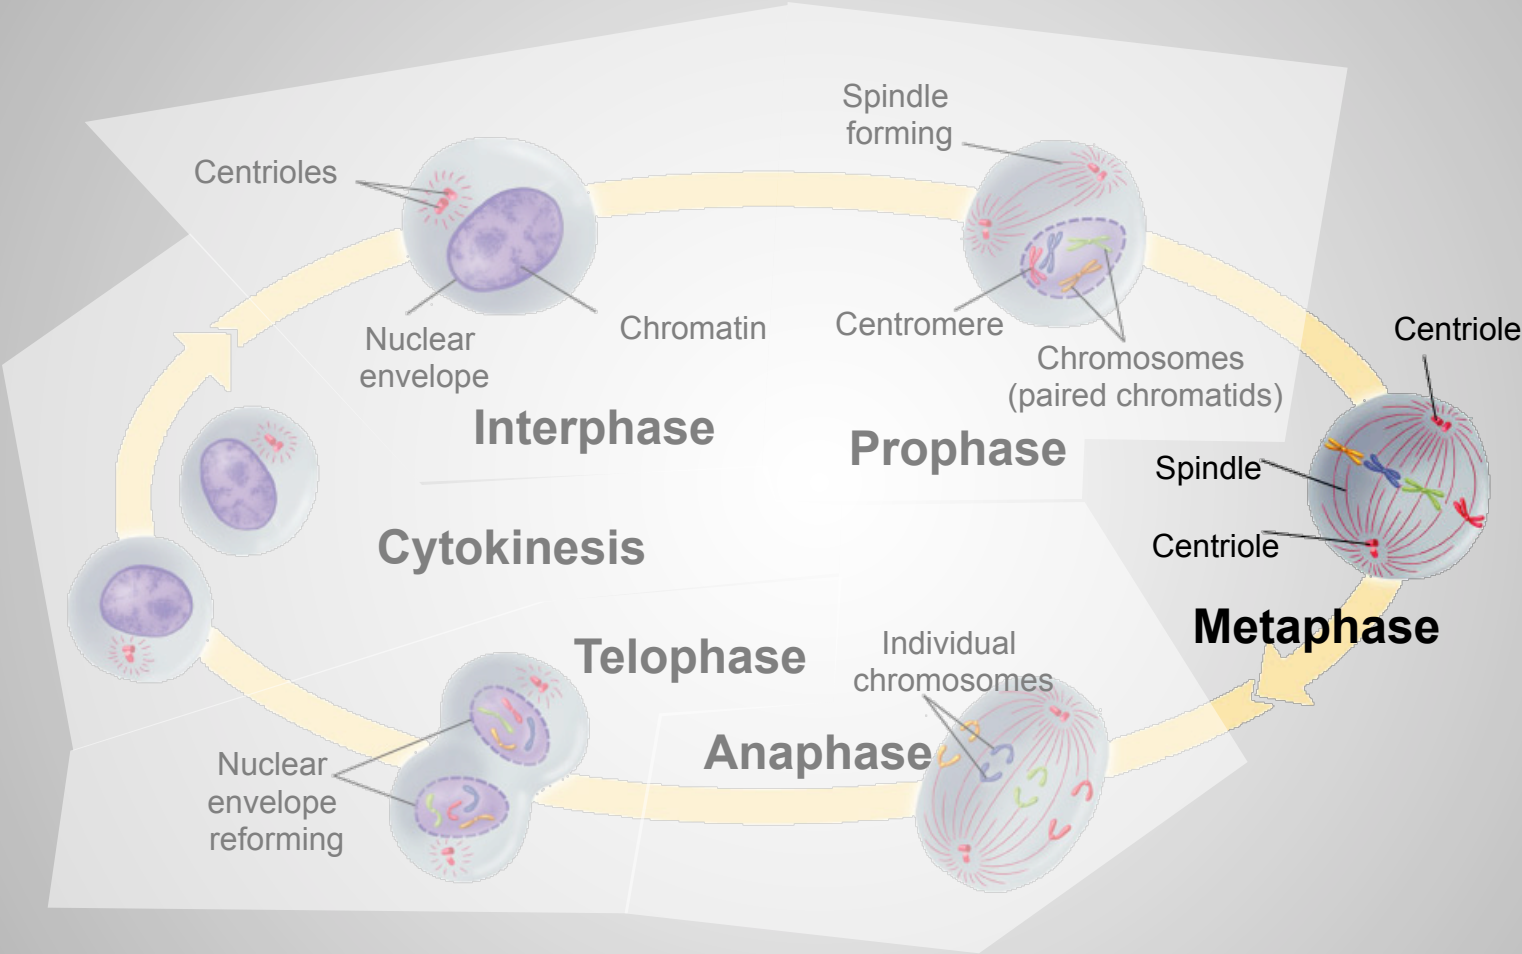 Spindle
forming
Centrioles
Nuclear
envelope
Chromatin
Centromere
Chromosomes
(paired chromatids)
Centriole
Interphase
Prophase
Spindle
Centriole
Cytokinesis
Metaphase
Telophase
Individual
chromosomes
Anaphase
Nuclear
envelope
reforming